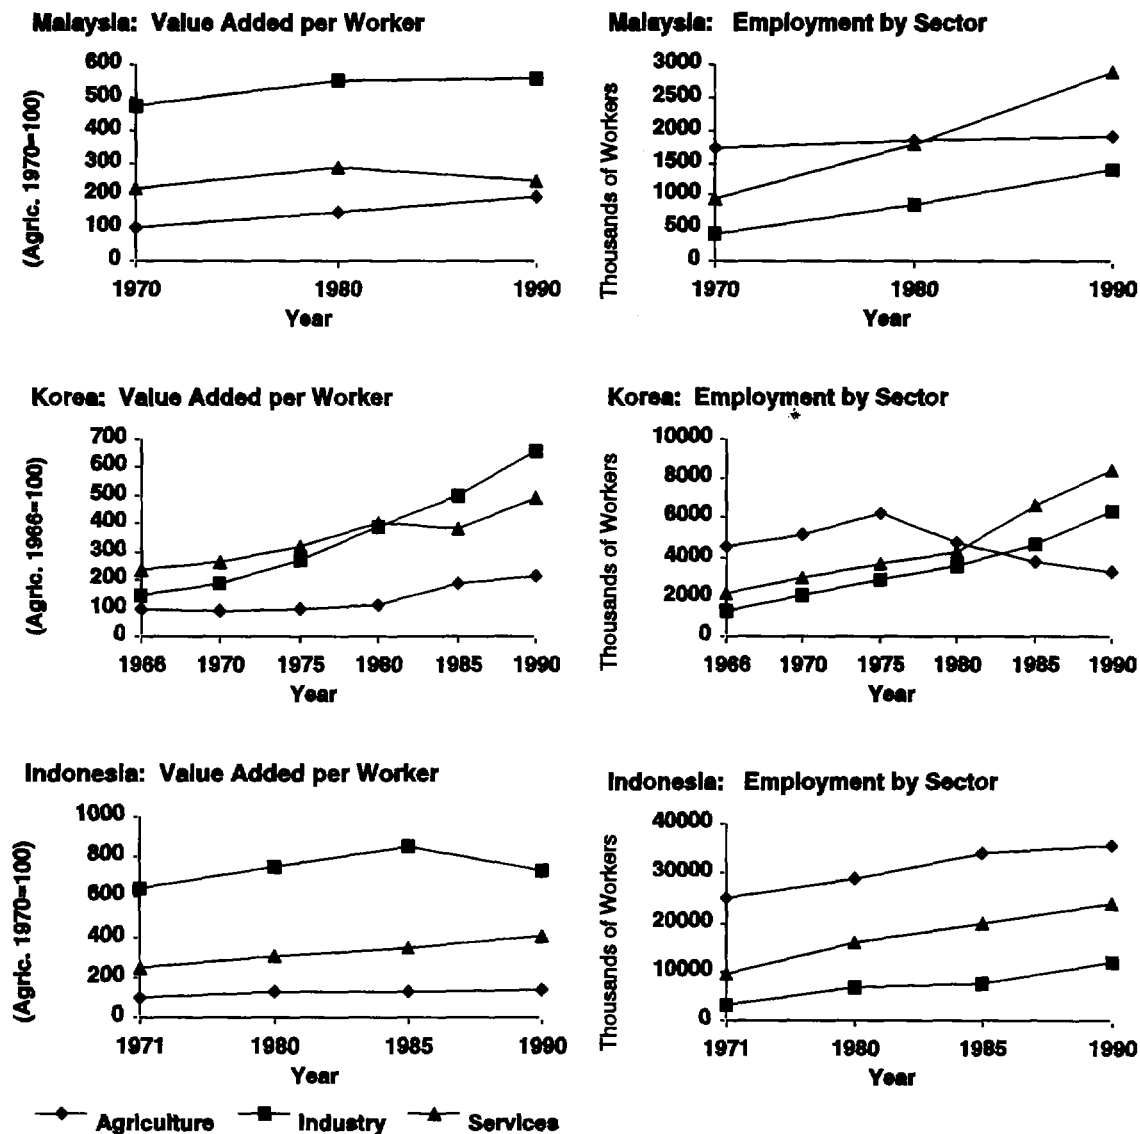 Malaysia: Value Added per Worker
(Agric. 1970=100)
600
500
400
300
200
100
0
1970 1980 1990
Year
Malaysia: Employment by Sector
Thousands of Workers
3000
2500
2000
1500
1000
500
0
1970 1980 1990
Year
Korea: Value Added per Worker
(Agric. 1966=100)
700
600
500
400
300
200
100
0
1966 1970 1975 1980 1985 1990
Year
Korea: Employment by Sector
Thousands of Workers
10000
8000
6000
4000
2000
0
1966 1970 1975 1980 1985 1990
Year
Indonesia: Value Added per Worker
(Agric. 1970=100)
1000
800
600
400
200
0
1971 1980 1985 1990
Year
Indonesia: Employment by Sector
Thousands of Workers
40000
30000
20000
10000
0
1971 1980 1985 1990
Year
Agriculture Industry Services